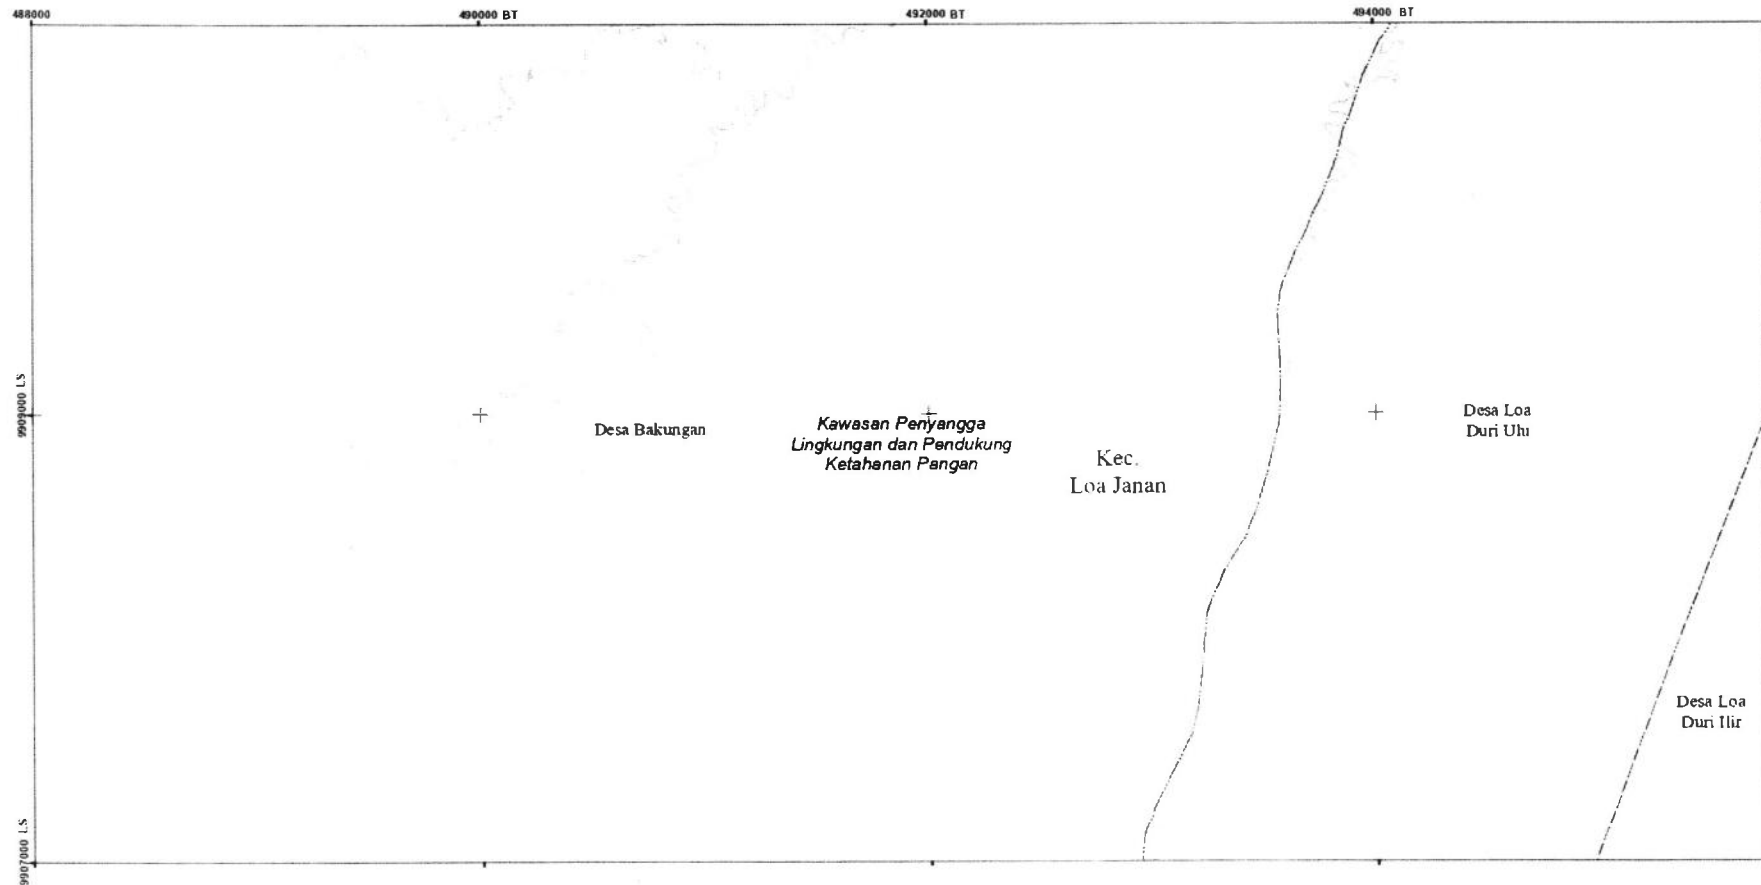 488000
490000 BT
492000 BT
494000 BT
9909000 LS
Desa Bakungan
Kawasan Penyangga
Lingkungan dan Pendukung
Ketahanan Pangan
Kec.
Loa Janan
Desa Loa
Duri Ulu
Desa Loa
Duri Ilir
9907000 LS